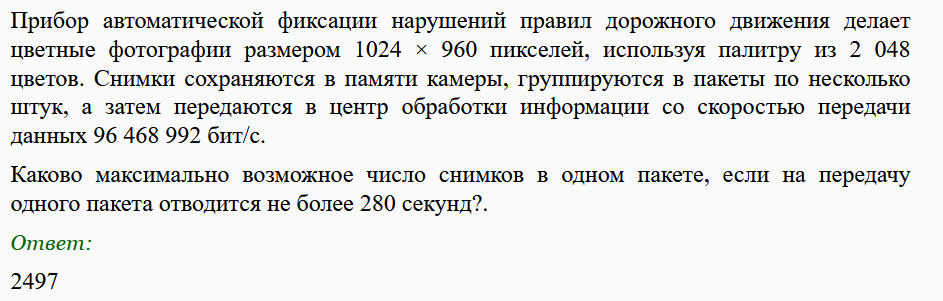 Прибор автоматической фиксации нарушений правил дорожного движения делает
цветные фотографии размером 1024 × 960 пикселей, используя палитру из 2 048
цветов. Снимки сохраняются в памяти камеры, группируются в пакеты по несколько
штук, а затем передаются в центр обработки информации со скоростью передачи
данных 96 468 992 бит/с.
Каково максимально возможное число снимков в одном пакете, если на передачу
одного пакета отводится не более 280 секунд?.
Ответ:
2497